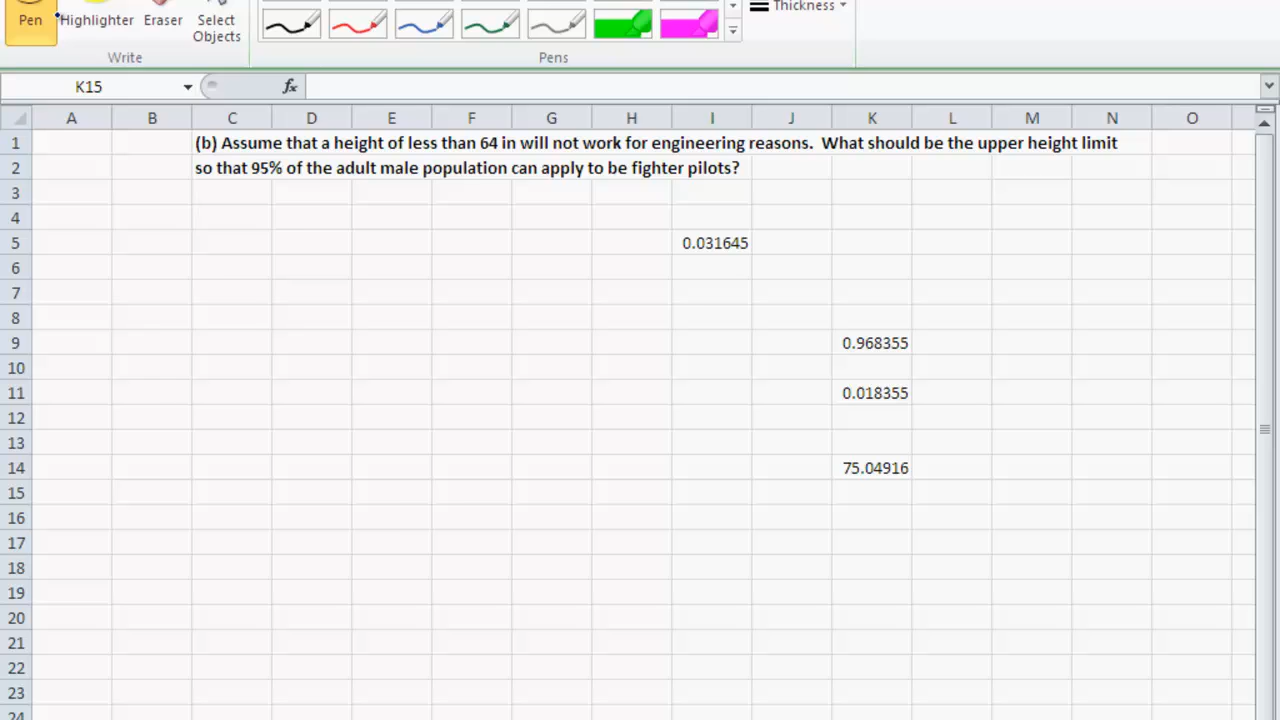 Pen
Highlighter
Eraser
Select
Objects
Thickness
Write
Pens
K15
fx
A B C D E F G H I J K L M N O
1 (b) Assume that a height of less than 64 in will not work for engineering reasons. What should be the upper height limit
2 so that 95% of the adult male population can apply to be fighter pilots?
3
4
5 0.031645
6
7
8
9 0.968355
10
11 0.018355
12
13
14 75.04916
15
16
17
18
19
20
21
22
23
24